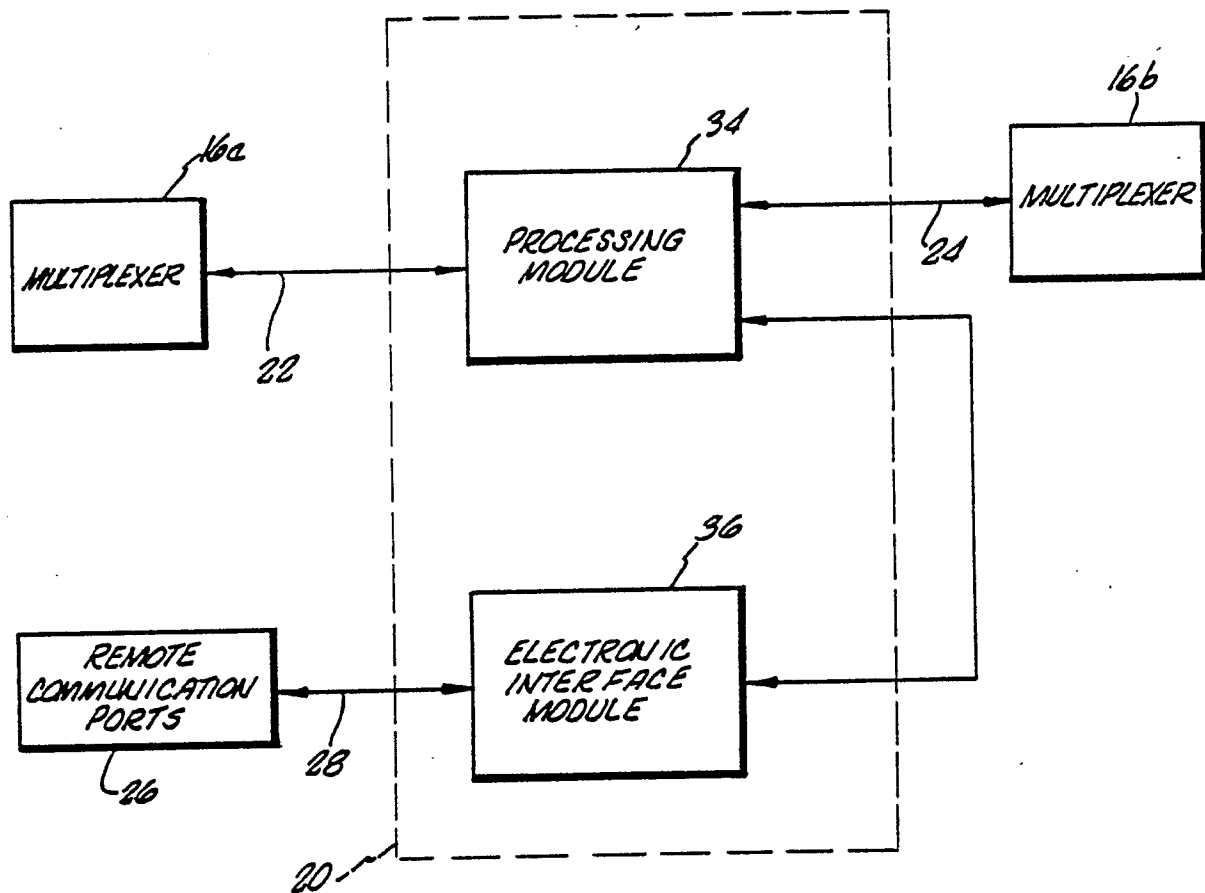 16b
16a
34
MULTIPLEXER
PROCESSING
MODULE
MULTIPLEXER
24
22
36
REMOTE
COMMUNICATION
PORTS
ELECTRONIC
INTERFACE
MODULE
28
26
20